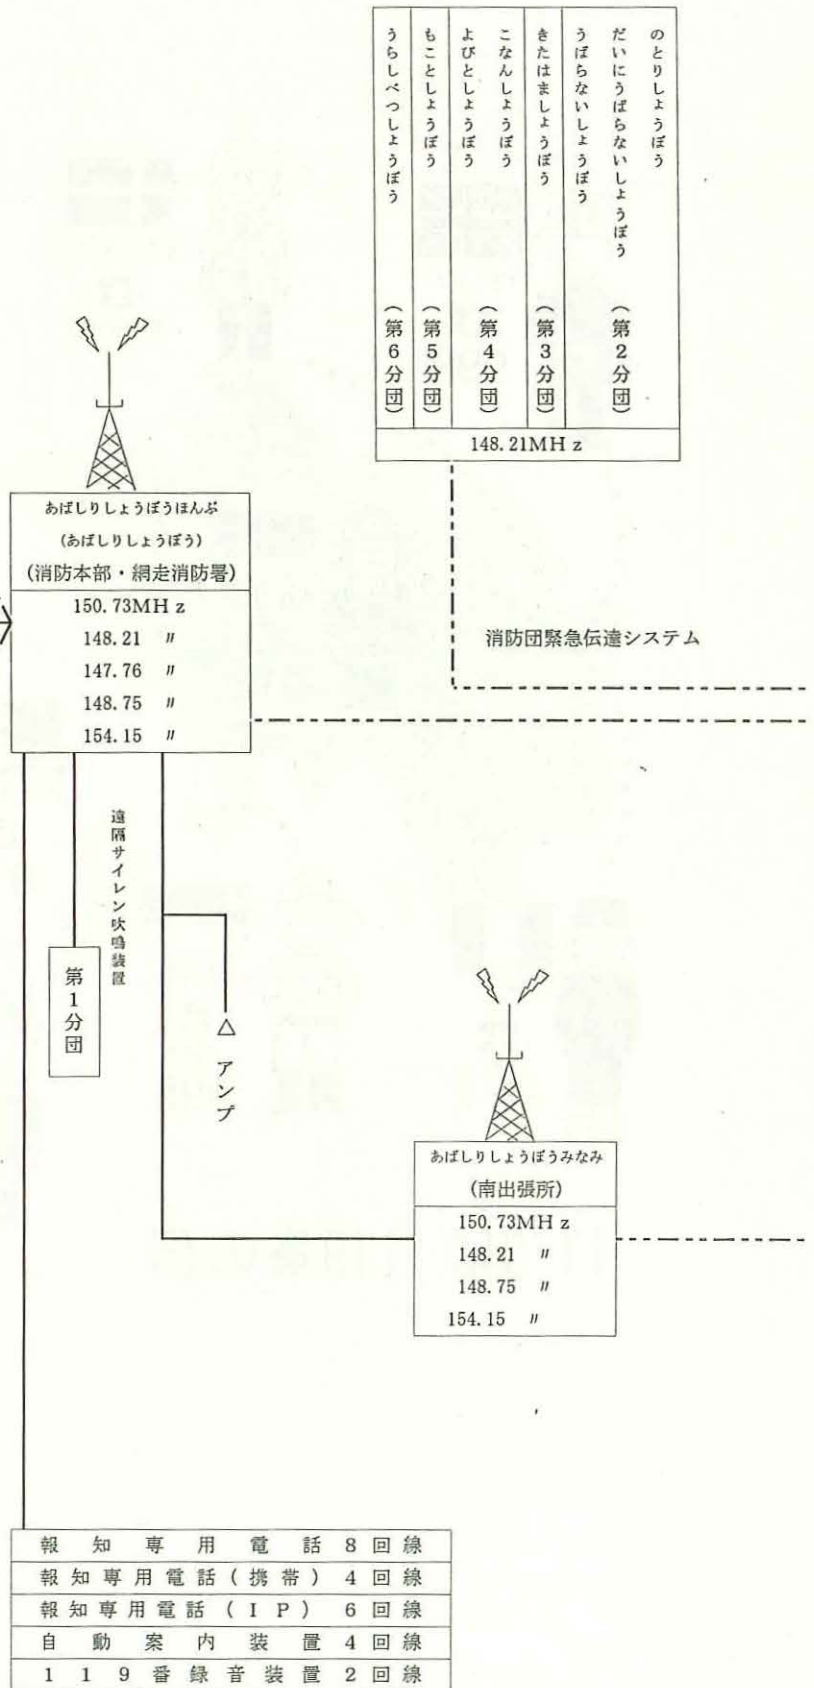 のとりしょうぼう
だいにうばらないしょうぼう (第2分団)
うばらないしょうぼう
きたはましょうぼう (第3分団)
こなんしょうぼう (第4分団)
よびとしょうぼう
もことしょうぼう (第5分団)
うらしべつしょうぼう (第6分団)
148.21MHz
あばしりしょうぼうほんぶ
(あばしりしょうぼう)
(消防本部・網走消防署)
150.73MHz
148.21 〃
147.76 〃
148.75 〃
154.15 〃
消防団緊急伝達システム
遠隔サイレン吹鳴装置
第1分団
△アンプ
あばしりしょうぼうみなみ
(南出張所)
150.73MHz
148.21 〃
148.75 〃
154.15 〃
報知専用電話8回線
報知専用電話(携帯)4回線
報知専用電話(IP)6回線
自動案内装置4回線
119番録音装置2回線